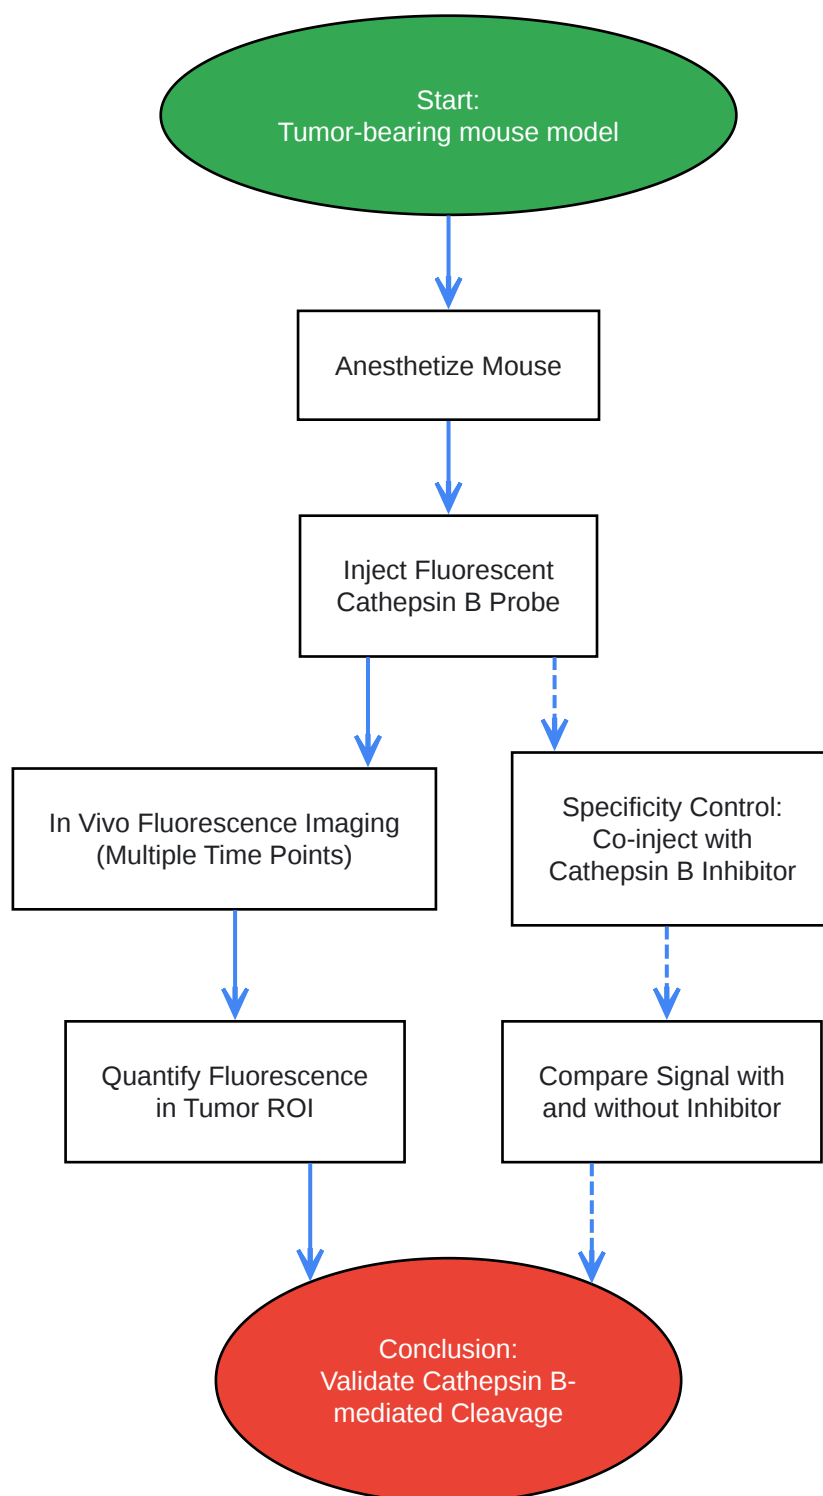 Start:
Tumor-bearing mouse model
Anesthetize Mouse
Inject Fluorescent
Cathepsin B Probe
In Vivo Fluorescence Imaging
(Multiple Time Points)
Specificity Control:
Co-inject with
Cathepsin B Inhibitor
Quantify Fluorescence
in Tumor ROI
Compare Signal with
and without Inhibitor
Conclusion:
Validate Cathepsin B-
mediated Cleavage